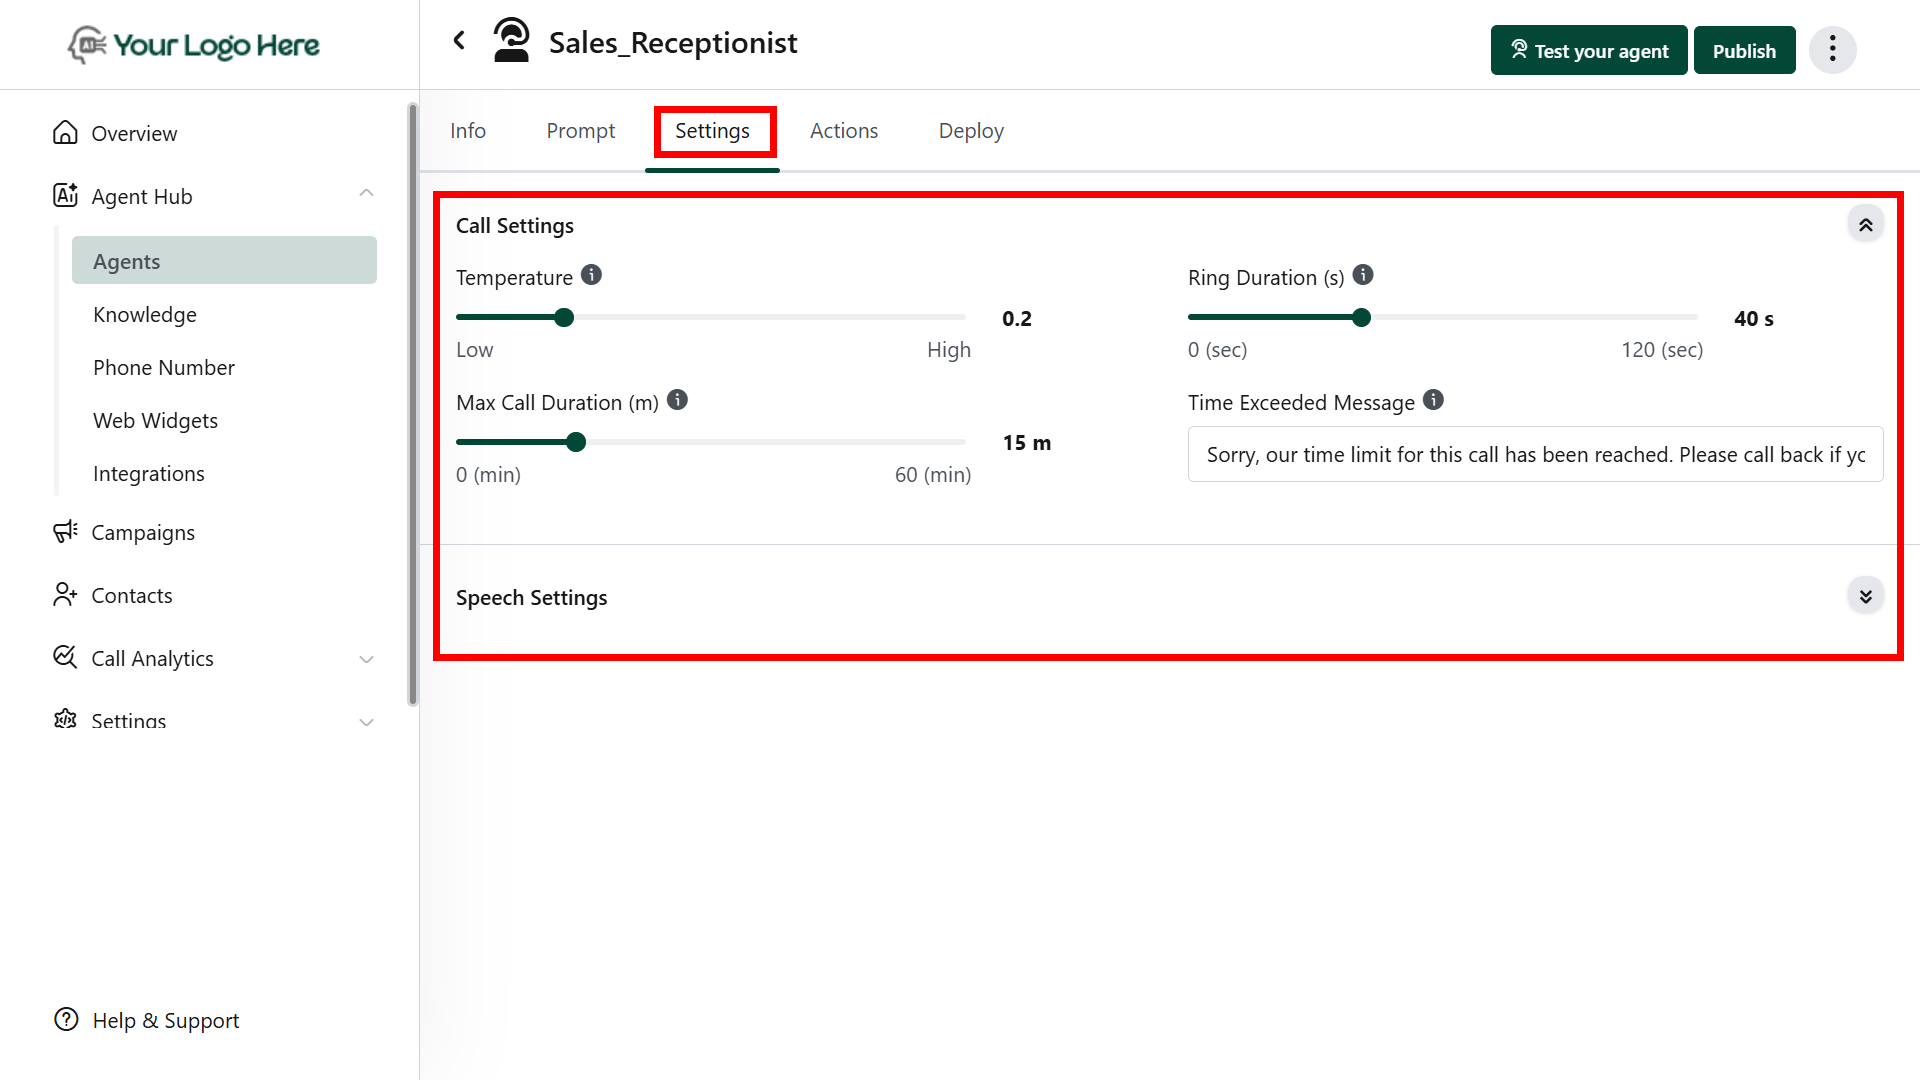 AI Your Logo Here
Sales_Receptionist
Test your agent
Publish
Overview
Agent Hub
Agents
Knowledge
Phone Number
Web Widgets
Integrations
Campaigns
Contacts
Call Analytics
Settings
Help & Support
Info
Prompt
Settings
Actions
Deploy
Call Settings
Temperature
0.2
Low
High
Ring Duration (s)
40 s
0 (sec)
120 (sec)
Max Call Duration (m)
15 m
0 (min)
60 (min)
Time Exceeded Message
Sorry, our time limit for this call has been reached. Please call back if yo
Speech Settings